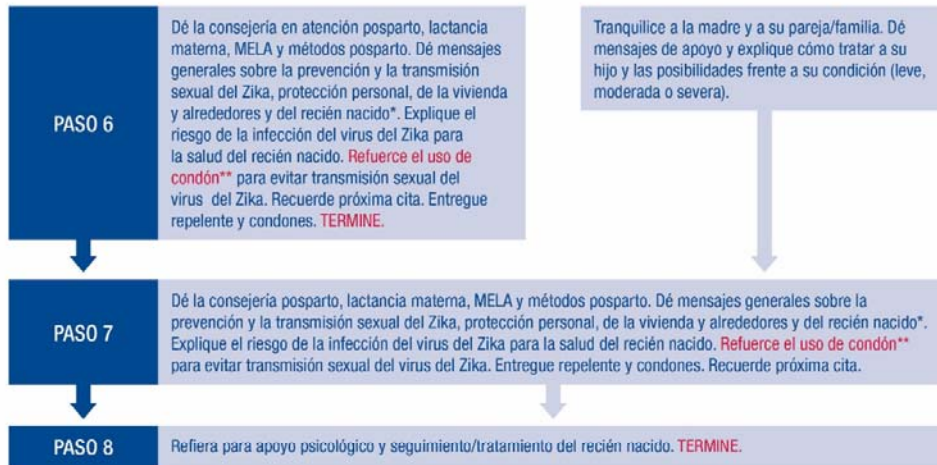 PASO 6
Dé la consejería en atención posparto, lactancia
materna, MELA y métodos posparto. Dé mensajes
generales sobre la prevención y la transmisión
sexual del Zika, protección personal, de la vivienda
y alrededores y del recién nacido*. Explique el
riesgo de la infección del virus del Zika para
la salud del recién nacido. Refuerce el uso de
condón** para evitar transmisión sexual del
virus del Zika. Recuerde próxima cita. Entregue
repelente y condones. TERMINE.
Tranquilice a la madre y a su pareja/familia. Dé
mensajes de apoyo y explique cómo tratar a su
hijo y las posibilidades frente a su condición (leve,
moderada o severa).
PASO 7
Dé la consejería posparto, lactancia materna, MELA y métodos posparto. Dé mensajes generales sobre la
prevención y la transmisión sexual del Zika, protección personal, de la vivienda y alrededores y del recién nacido*.
Explique el riesgo de la infección del virus del Zika para la salud del recién nacido. Refuerce el uso de condón**
para evitar transmisión sexual del virus del Zika. Entregue repelente y condones. Recuerde próxima cita.
PASO 8
Refiera para apoyo psicológico y seguimiento/tratamiento del recién nacido. TERMINE.